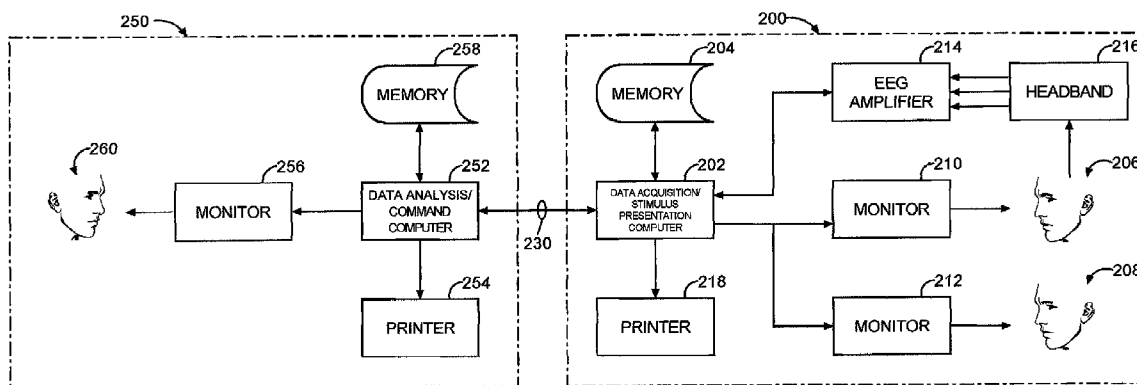 250
200
258
MEMORY
204
MEMORY
214
EEG
AMPLIFIER
216
HEADBAND
260
256
MONITOR
252
DATA ANALYSIS/
COMMAND
COMPUTER
230
202
DATA ACQUISITION/
STIMULUS
PRESENTATION
COMPUTER
210
MONITOR
206
254
PRINTER
218
PRINTER
212
MONITOR
208